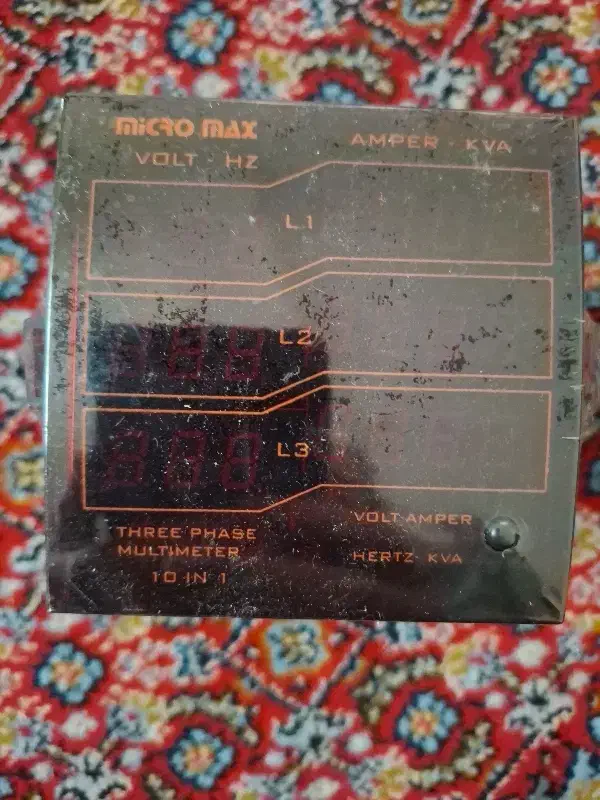 MICRO MAX
VOLT - HZ
AMPER - KVA
L1
L2
L3
THREE PHASE
MULTIMETER
10 IN 1
VOLT AMPER
HERTZ KVA